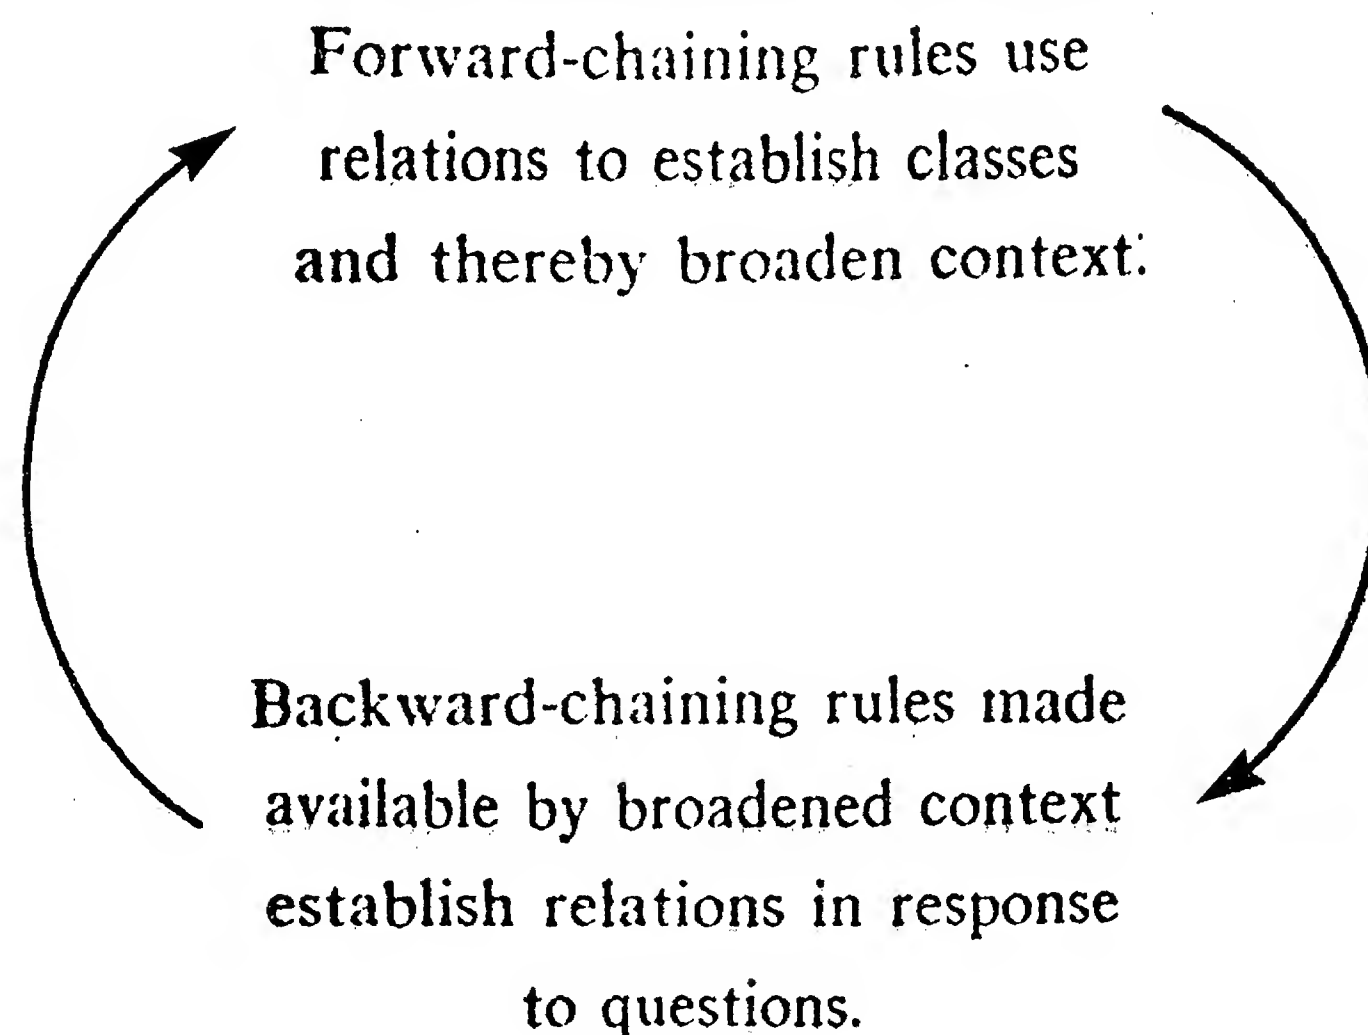 Forward-chaining rules use
relations to establish classes
and thereby broaden context.
Backward-chaining rules made
available by broadened context
establish relations in response
to questions.